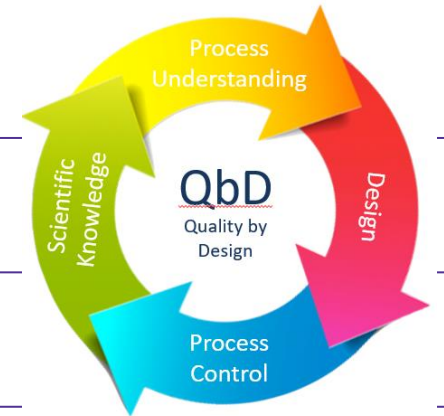 Process
Understanding
Design
Process
Control
Scientific
Knowledge
QbD
Quality by
Design